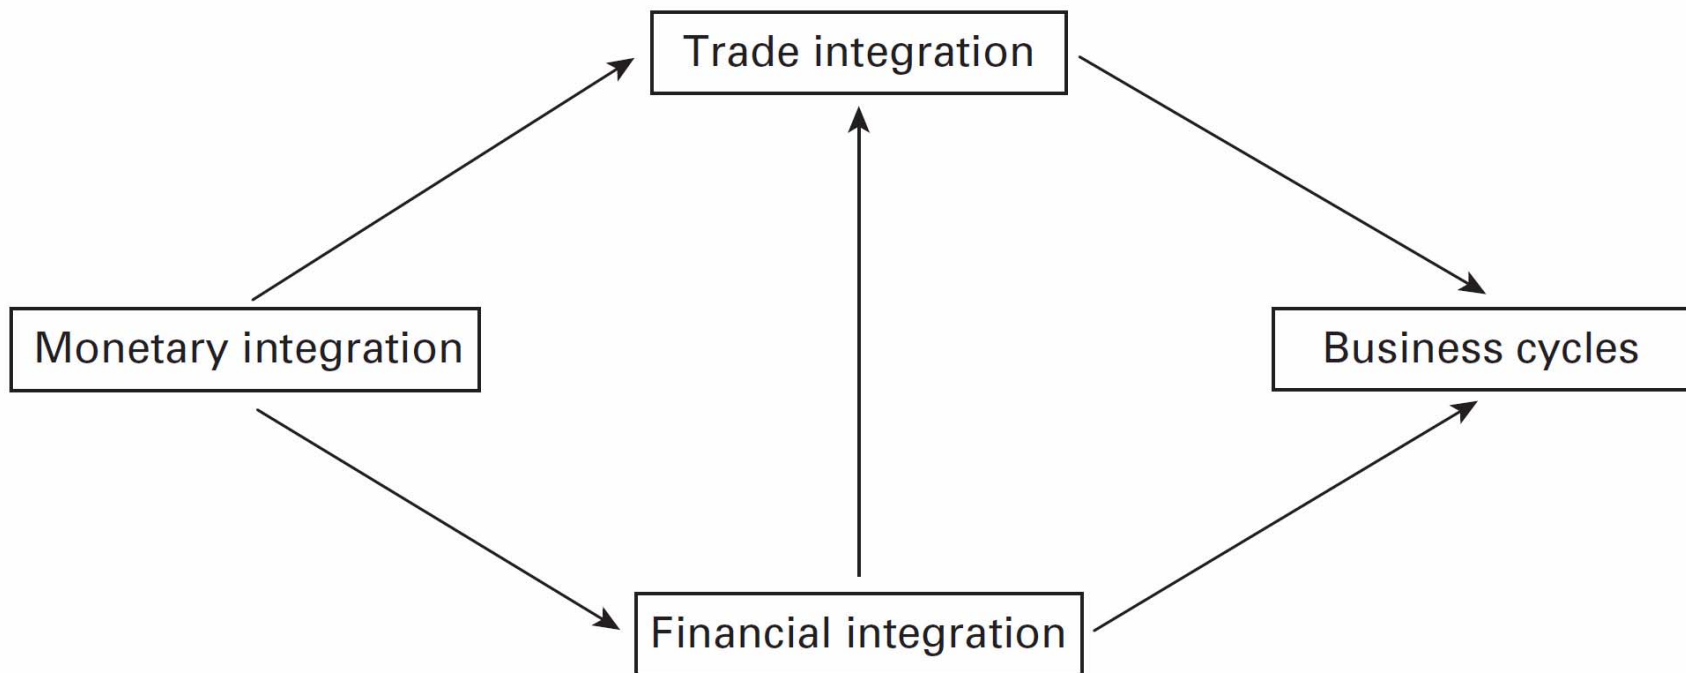 Trade integration
Monetary integration
Business cycles
Financial integration